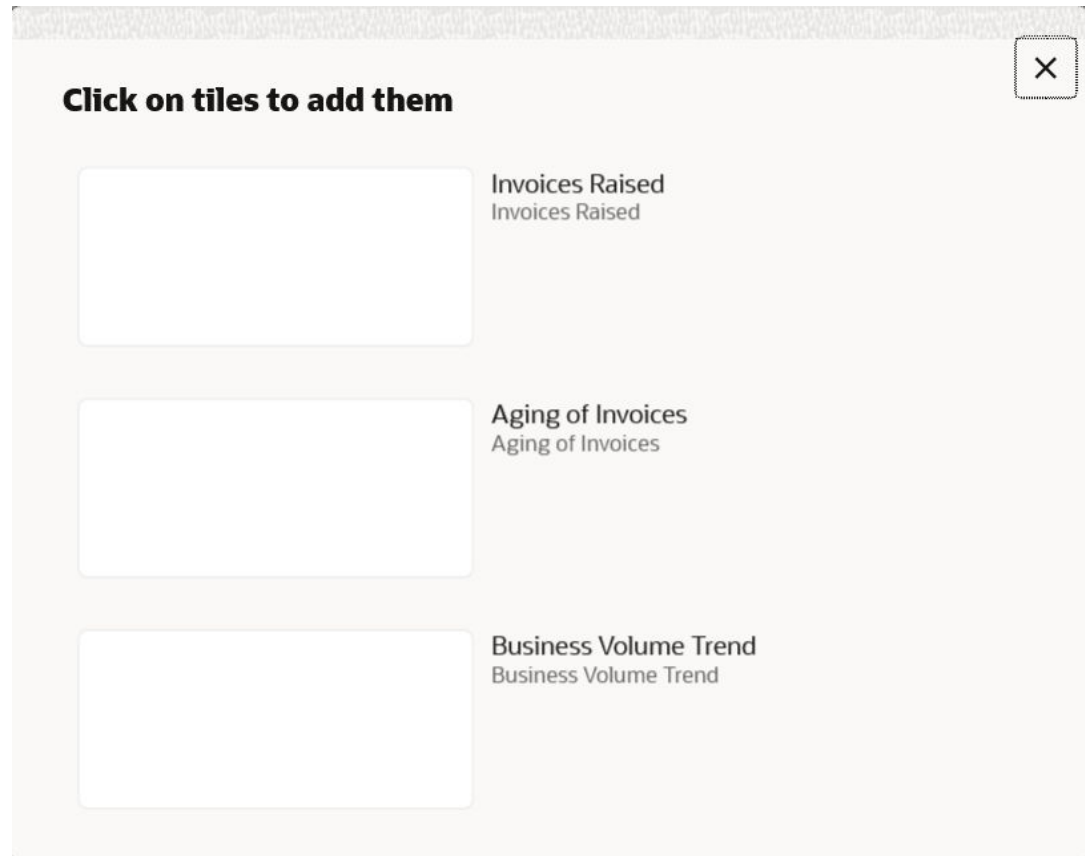 Click on tiles to add them
Invoices Raised
Invoices Raised
Aging of Invoices
Aging of Invoices
Business Volume Trend
Business Volume Trend